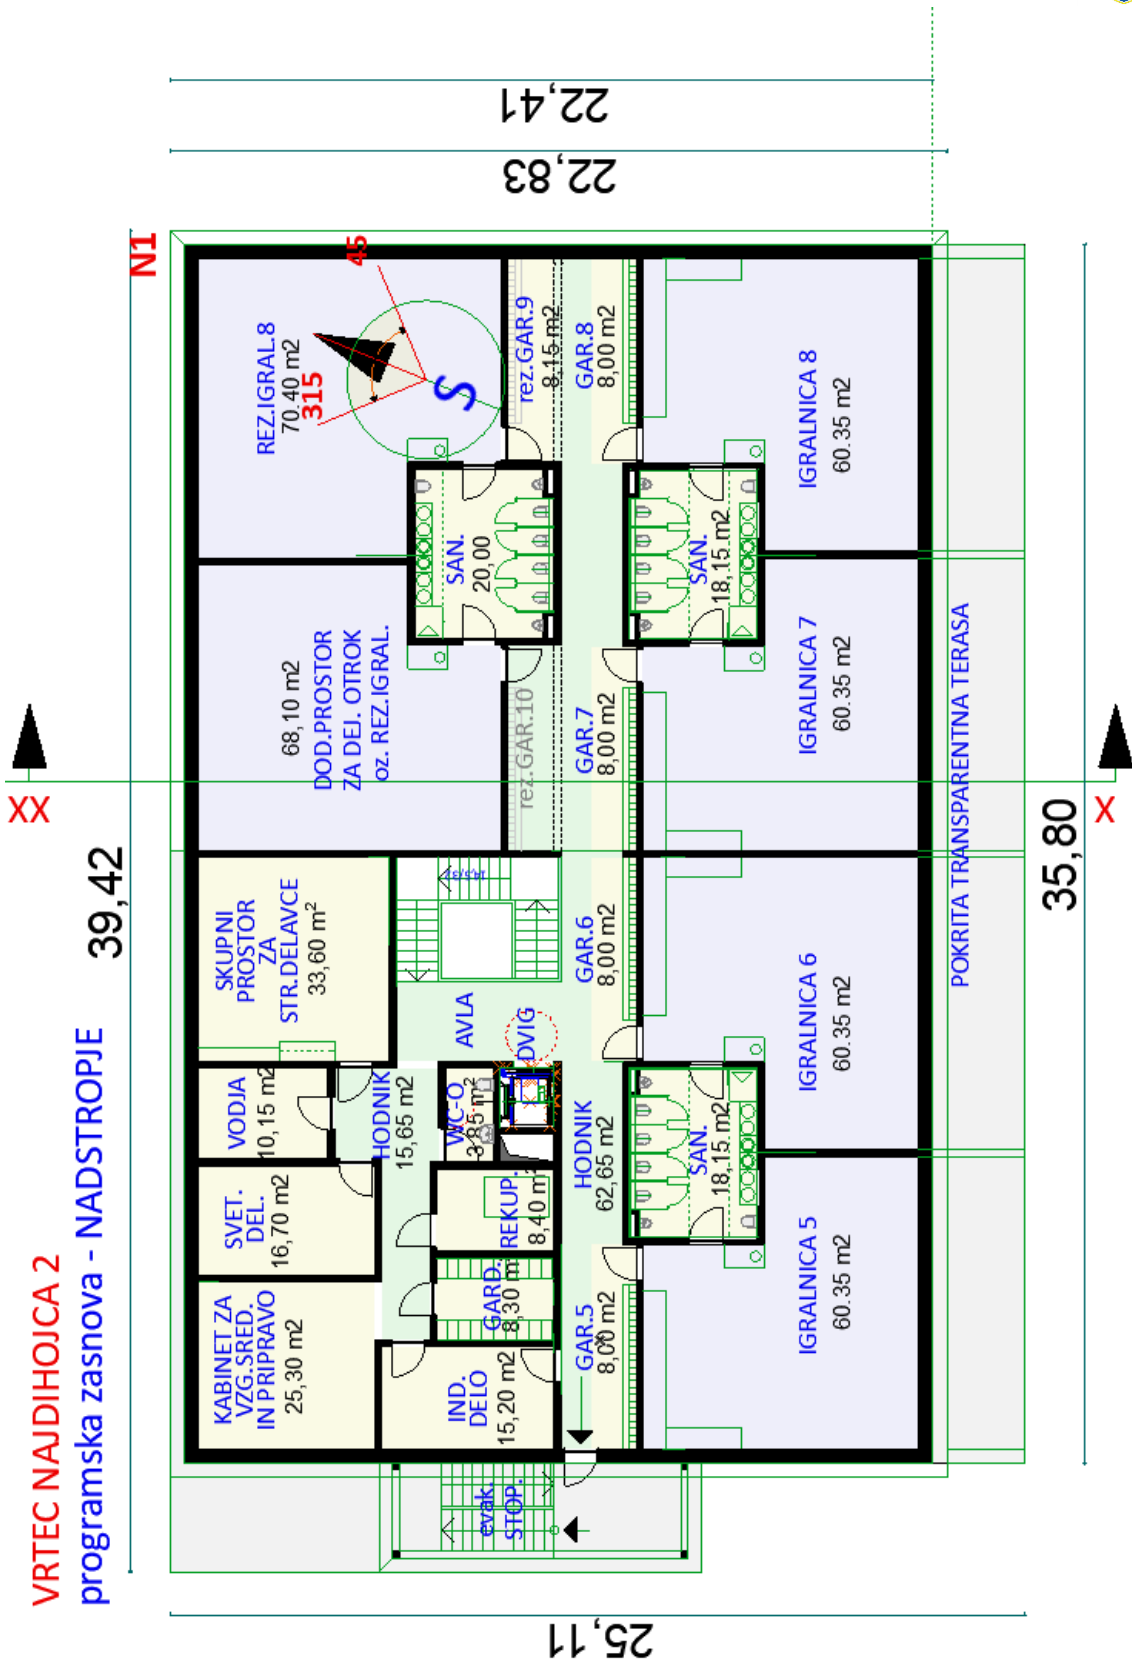 VRTEC NAJDIHOJCA 2
programska zasnova - NADSTROPJE
N1
39,42
22,41
22,83
25,11
35,80
XX
X
KABINET ZA
VZG.SRED.
IN PRIPRAVO
25,30 m2
SVET.
DEL.
16,70 m2
VODJA
10,15 m2
SKUPNI
PROSTOR
ZA
STR.DELAVCE
33,60 m²
68,10 m2
DOD.PROSTOR
ZA DEJ. OTROK
oz. REZ.IGRAL.
REZ.IGRAL.8
70.40 m2
315
45
S
IND.
DELO
15,20 m2
GARD.
8,30 m
REKUP.
8,40 m
HODNIK
15,65 m2
WC-O
3,85 m2
AVLA
DVIG
SAN.
20,00
rez.GAR.10
rez.GAR.9
8,15 m2
evak.
STOP.
GAR.5
8,00 m2
HODNIK
62,65 m2
GAR.6
8,00 m2
GAR.7
8,00 m2
GAR.8
8,00 m2
SAN.
18,15 m2
SAN.
18,15 m2
IGRALNICA 5
60.35 m2
IGRALNICA 6
60.35 m2
IGRALNICA 7
60.35 m2
IGRALNICA 8
60.35 m2
POKRITA TRANSPARENTNA TERASA